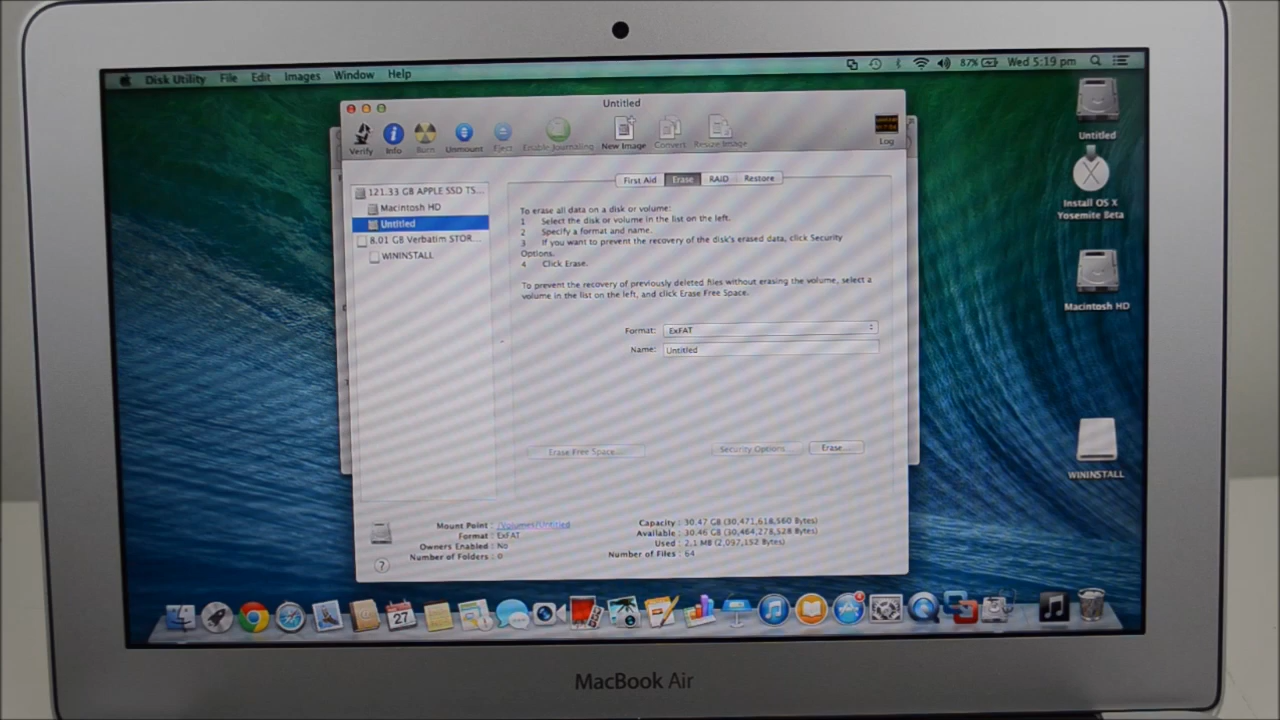 Disk Utility File Edit Images Window Help
87% Wed 5:19 pm
Untitled
Verify Info Burn Unmount Eject Enable Journaling New Image Convert Resize Image Log
First Aid Erase RAID Restore
121.33 GB APPLE SSD TS...
Macintosh HD
Untitled
8.01 GB Verbatim STOR...
WININSTALL
To erase all data on a disk or volume:
1 Select the disk or volume in the list on the left.
2 Specify a format and name.
3 If you want to prevent the recovery of the disk's erased data, click Security
Options.
4 Click Erase.
To prevent the recovery of previously deleted files without erasing the volume, select a
volume in the list on the left, and click Erase Free Space.
Format: ExFAT
Name: Untitled
Erase Free Space... Security Options... Erase...
Mount Point : /Volumes/Untitled
Format : ExFAT
Owners Enabled : No
Number of Folders : 0
Capacity : 30.47 GB (30,471,618,560 Bytes)
Available : 30.46 GB (30,464,278,528 Bytes)
Used : 2.1 MB (2,097,152 Bytes)
Number of Files : 64
?
Untitled
Install OS X
Yosemite Beta
Macintosh HD
WININSTALL
27
MacBook Air